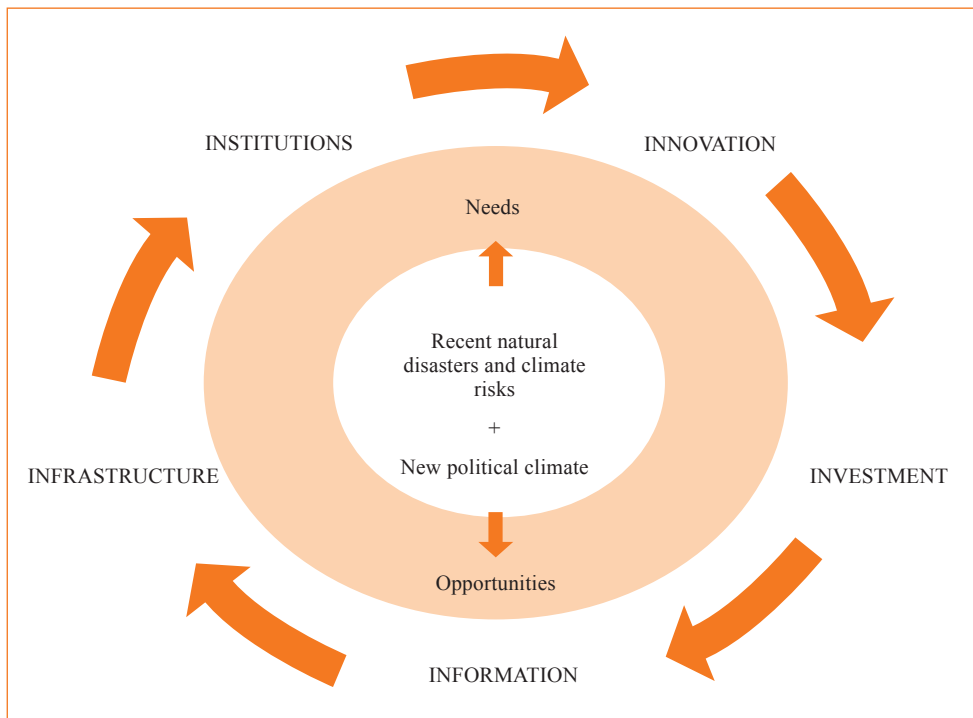 INSTITUTIONS
INNOVATION
Needs
Recent natural
disasters and climate
risks
+
New political climate
INFRASTRUCTURE
INVESTMENT
Opportunities
INFORMATION